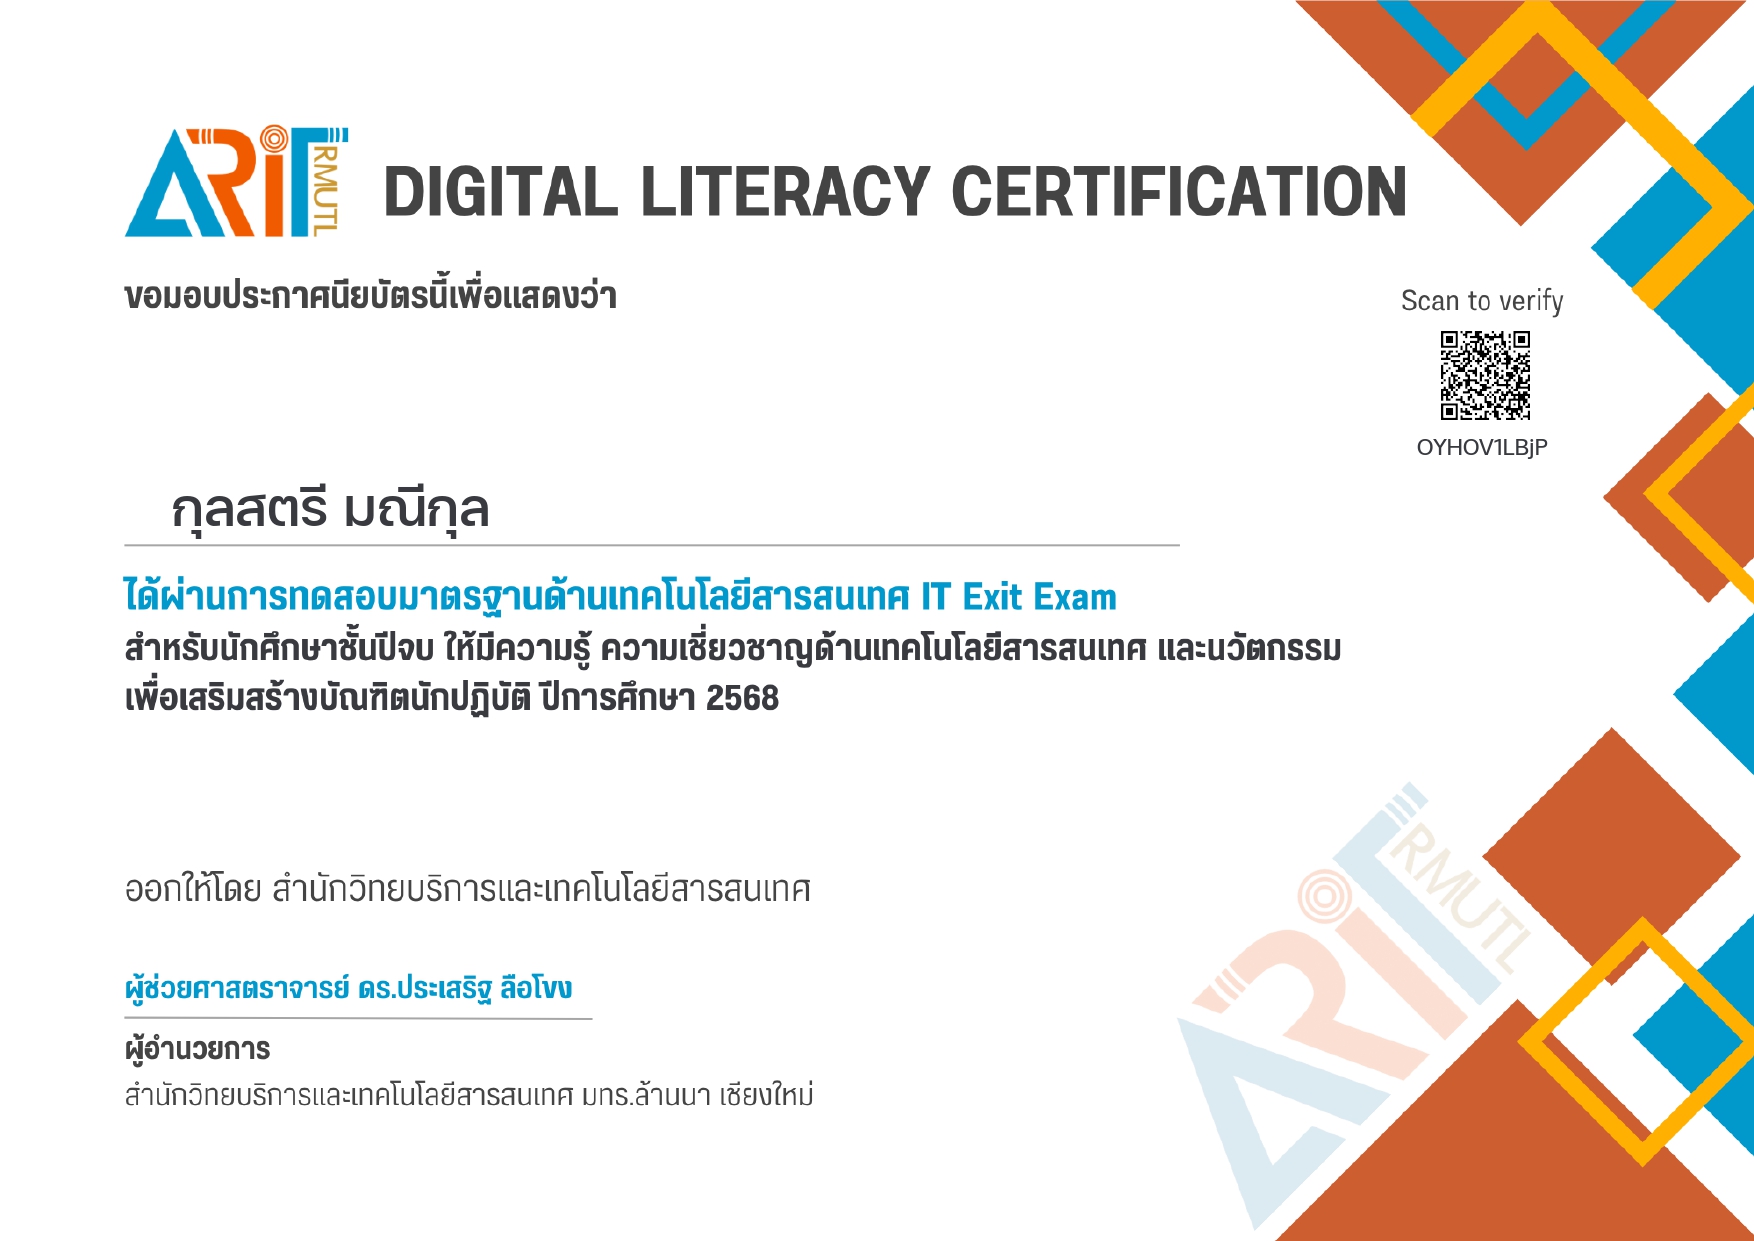 ARIT RMUTL
DIGITAL LITERACY CERTIFICATION
ขอมอบประกาศนียบัตรนี้เพื่อแสดงว่า
Scan to verify
OYHOV1LBjP
กุลสตรี มณีกุล
ได้ผ่านการทดสอบมาตรฐานด้านเทคโนโลยีสารสนเทศ IT Exit Exam
สำหรับนักศึกษาชั้นปีจบ ให้มีความรู้ ความเชี่ยวชาญด้านเทคโนโลยีสารสนเทศ และนวัตกรรม
เพื่อเสริมสร้างบัณฑิตนักปฏิบัติ ปีการศึกษา 2568
ออกให้โดย สำนักวิทยบริการและเทคโนโลยีสารสนเทศ
ผู้ช่วยศาสตราจารย์ ดร.ประเสริฐ ลือโขง
ผู้อำนวยการ
สำนักวิทยบริการและเทคโนโลยีสารสนเทศ มทร.ล้านนา เชียงใหม่
ARIT RMUTL